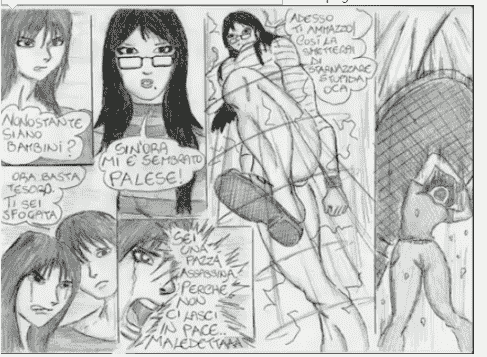 NONOSTANTE
SIANO
BAMBINI?
SIN'ORA
MI E' SEMBRATO
PALESE!
ADESSO
TI AMMAZZO!
COSÌ LA
SMETTERAI
DI
STARNAZZARE
STUPIDA
OCA
ORA BASTA
TESORO.
TI SEI
SFOGATA
SEI
UNA
PAZZA
ASSASSINA
PERCHÉ
NON
CI LASCI
IN PACE..
MALEDETTAAA